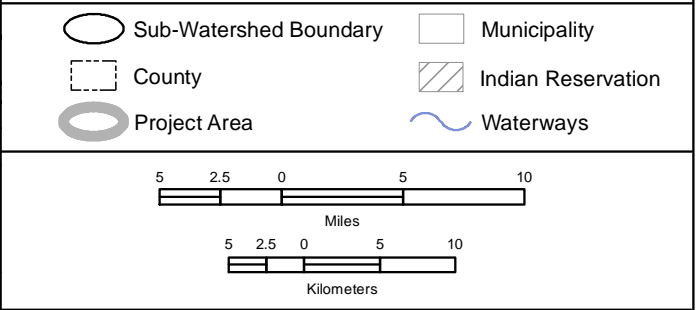 Sub-Watershed Boundary Municipality
County Indian Reservation
Project Area Waterways
5 2.5 0 5 10
Miles
5 2.5 0 5 10
Kilometers